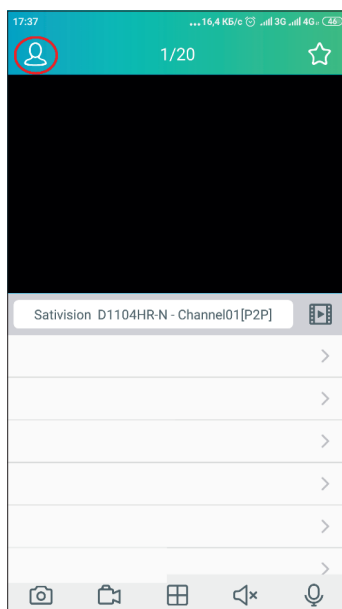 17:37 ...16,4 КБ/с 3G 4G 46
1/20
Sativision D1104HR-N - Channel01[P2P]